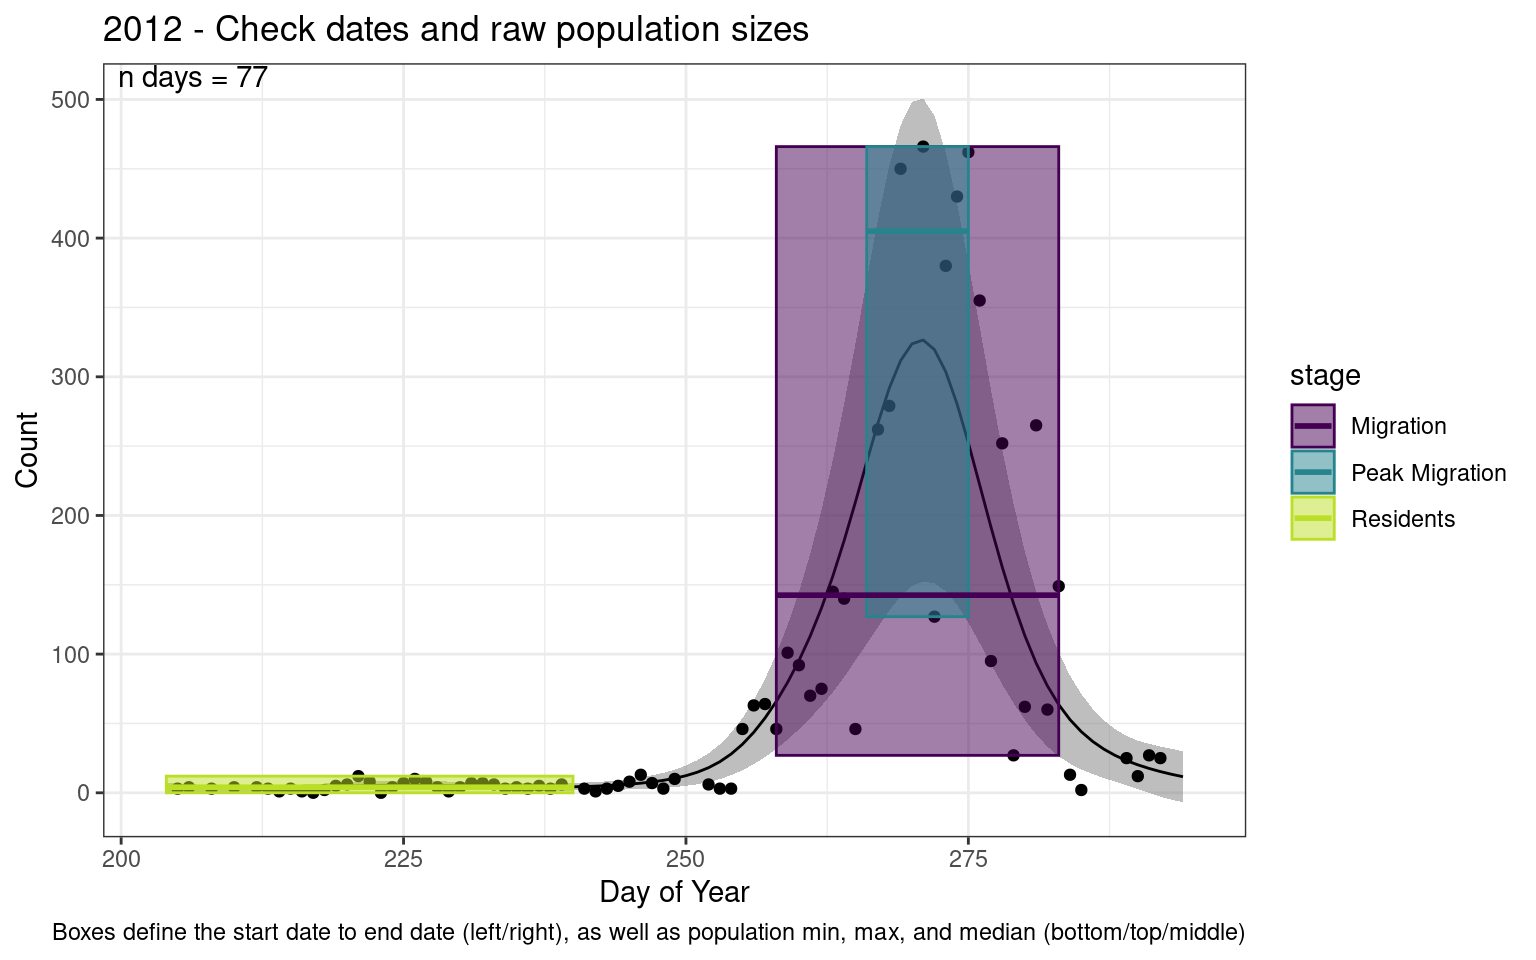 2012 - Check dates and raw population sizes
n days = 77
500
400
300
200
100
0
Count
200 225 250 275
Day of Year
stage
Migration
Peak Migration
Residents
Boxes define the start date to end date (left/right), as well as population min, max, and median (bottom/top/middle)